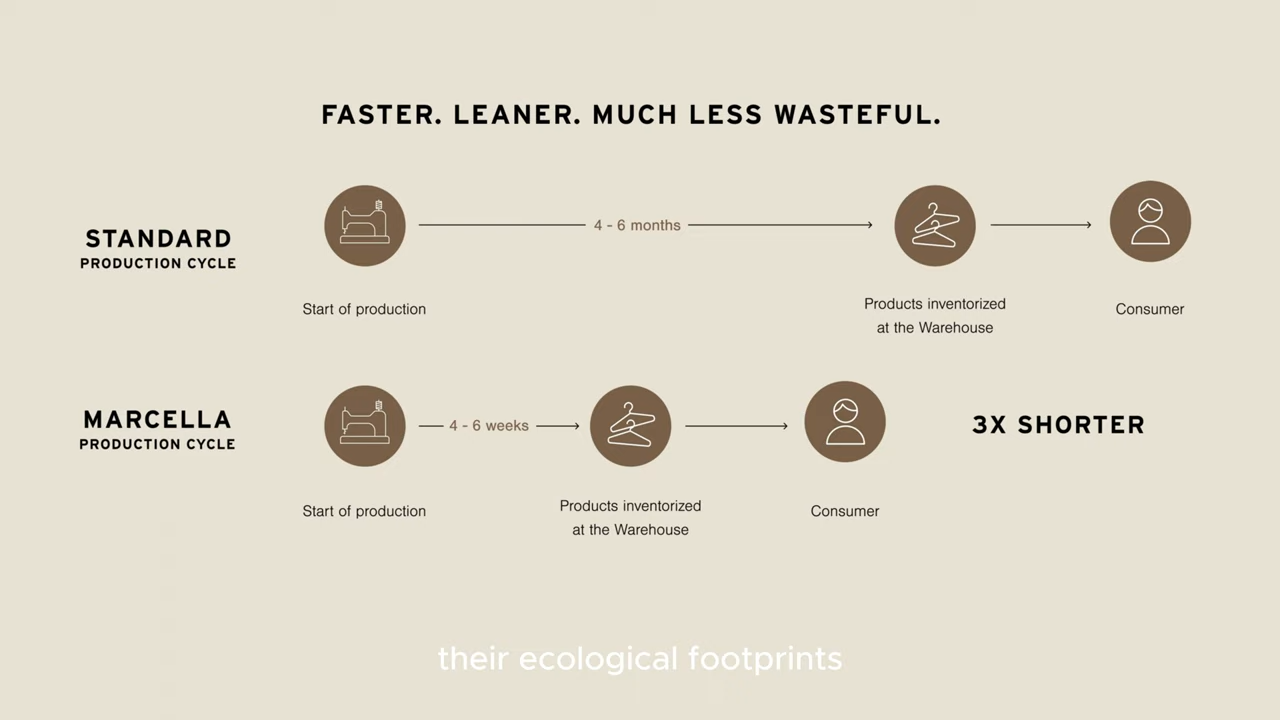 FASTER. LEANER. MUCH LESS WASTEFUL.
STANDARD
PRODUCTION CYCLE
4 - 6 months
Start of production
Products inventorized
at the Warehouse
Consumer
MARCELLA
PRODUCTION CYCLE
4 - 6 weeks
3X SHORTER
Start of production
Products inventorized
at the Warehouse
Consumer
their ecological footprints